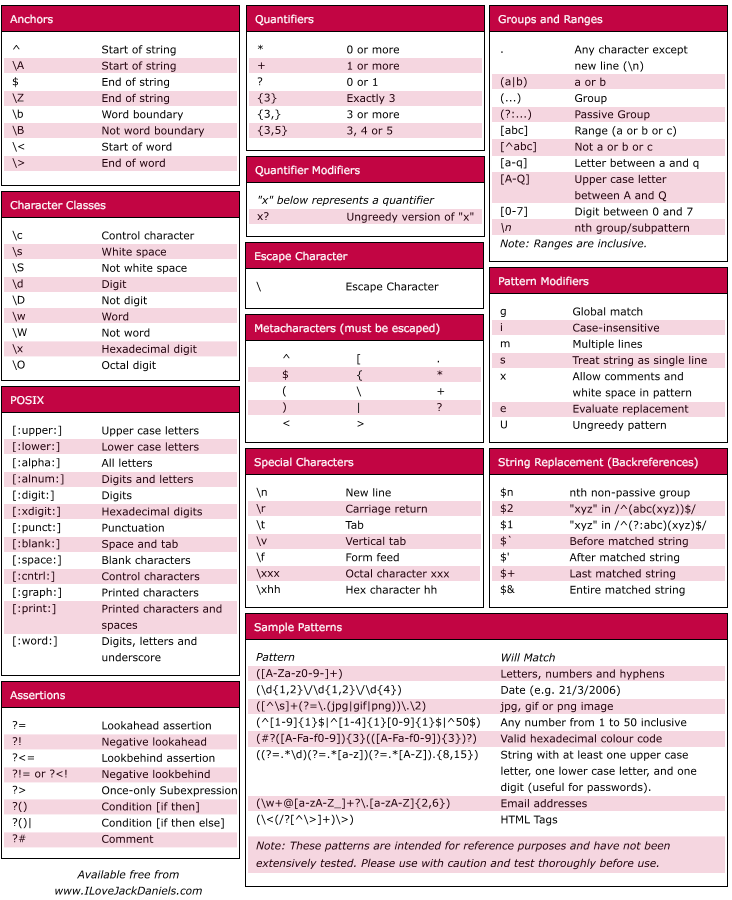 Anchors
^ Start of string
\A Start of string
$ End of string
\Z End of string
\b Word boundary
\B Not word boundary
\< Start of word
\> End of word
Character Classes
\c Control character
\s White space
\S Not white space
\d Digit
\D Not digit
\w Word
\W Not word
\x Hexadecimal digit
\O Octal digit
POSIX
[:upper:] Upper case letters
[:lower:] Lower case letters
[:alpha:] All letters
[:alnum:] Digits and letters
[:digit:] Digits
[:xdigit:] Hexadecimal digits
[:punct:] Punctuation
[:blank:] Space and tab
[:space:] Blank characters
[:cntrl:] Control characters
[:graph:] Printed characters
[:print:] Printed characters and
spaces
[:word:] Digits, letters and
underscore
Assertions
?= Lookahead assertion
?! Negative lookahead
?<= Lookbehind assertion
?!= or ?<! Negative lookbehind
?> Once-only Subexpression
?() Condition [if then]
?()| Condition [if then else]
?# Comment
Available free from
www.ILoveJackDaniels.com
Quantifiers
* 0 or more
+ 1 or more
? 0 or 1
{3} Exactly 3
{3,} 3 or more
{3,5} 3, 4 or 5
Quantifier Modifiers
"x" below represents a quantifier
x? Ungreedy version of "x"
Escape Character
\ Escape Character
Metacharacters (must be escaped)
^ [ .
$ { *
( \ +
) | ?
< >
Special Characters
\n New line
\r Carriage return
\t Tab
\v Vertical tab
\f Form feed
\xxx Octal character xxx
\xhh Hex character hh
Groups and Ranges
. Any character except
new line (\n)
(a|b) a or b
(...) Group
(?:...) Passive Group
[abc] Range (a or b or c)
[^abc] Not a or b or c
[a-q] Letter between a and q
[A-Q] Upper case letter
between A and Q
[0-7] Digit between 0 and 7
\n nth group/subpattern
Note: Ranges are inclusive.
Pattern Modifiers
g Global match
i Case-insensitive
m Multiple lines
s Treat string as single line
x Allow comments and
white space in pattern
e Evaluate replacement
U Ungreedy pattern
String Replacement (Backreferences)
$n nth non-passive group
$2 "xyz" in /^(abc(xyz))$/
$1 "xyz" in /^(?:abc)(xyz)$/
$` Before matched string
$' After matched string
$+ Last matched string
$& Entire matched string
Sample Patterns
Pattern Will Match
([A-Za-z0-9-]+) Letters, numbers and hyphens
(\d{1,2}\/\d{1,2}\/\d{4}) Date (e.g. 21/3/2006)
([^\s]+(?=\.(jpg|gif|png))\.\2) jpg, gif or png image
(^[1-9]{1}$|^[1-4]{1}[0-9]{1}$|^50$) Any number from 1 to 50 inclusive
(#?([A-Fa-f0-9]){3}(([A-Fa-f0-9]){3})?) Valid hexadecimal colour code
((?=.*\d)(?=.*[a-z])(?=.*[A-Z]).{8,15}) String with at least one upper case
letter, one lower case letter, and one
digit (useful for passwords).
(\w+@[a-zA-Z_]+?\.[a-zA-Z]{2,6}) Email addresses
(\<(/?[^\>]+)\>) HTML Tags
Note: These patterns are intended for reference purposes and have not been
extensively tested. Please use with caution and test thoroughly before use.